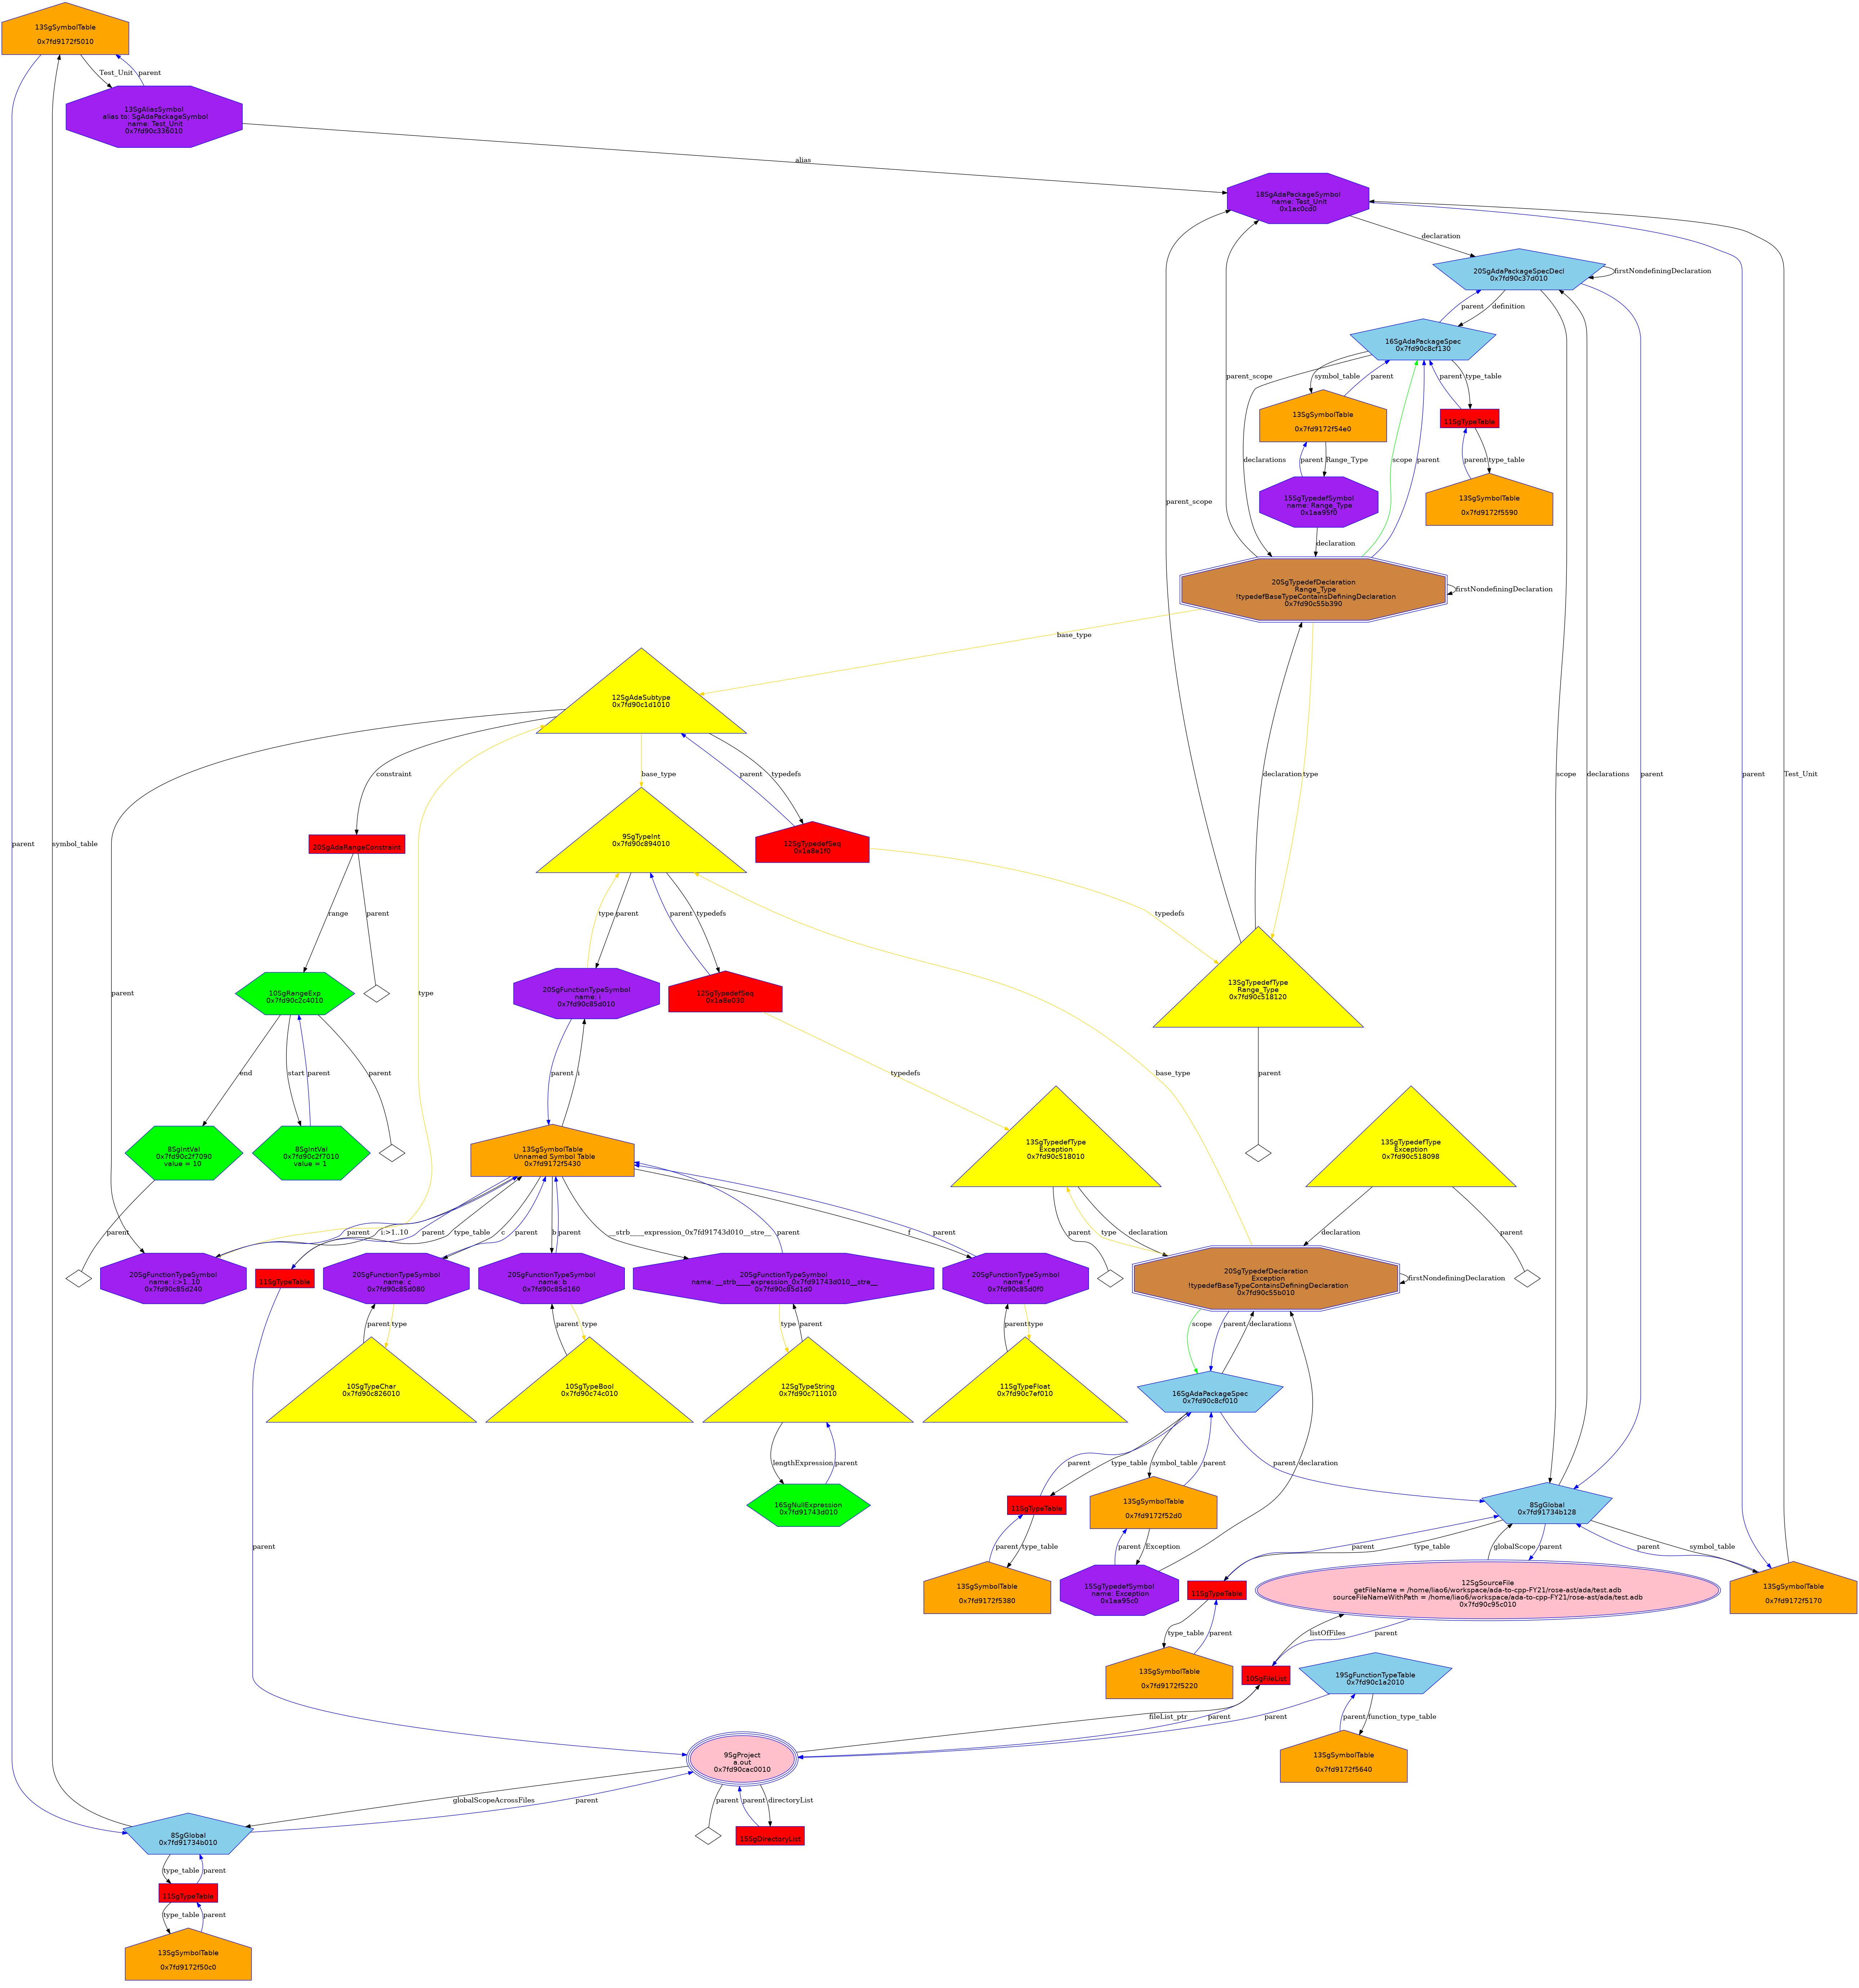 13SgSymbolTable
0x7fd9172f5010
Test_Unit
parent
13SgAliasSymbol
alias to: SgAdaPackageSymbol
name: Test_Unit
0x7fd90c336010
alias
18SgAdaPackageSymbol
name: Test_Unit
0x1ac0cd0
declaration
20SgAdaPackageSpecDecl
0x7fd90c37d010
firstNondefiningDeclaration
parent
definition
16SgAdaPackageSpec
0x7fd90c8cf130
parent_scope
symbol_table
parent
parent
type_table
13SgSymbolTable
0x7fd9172f54e0
11SgTypeTable
declarations
parent
Range_Type
scope
parent
parent
type_table
15SgTypedefSymbol
name: Range_Type
0x1aa95f0
13SgSymbolTable
0x7fd9172f5590
parent_scope
declaration
20SgTypedefDeclaration
Range_Type
!typedefBaseTypeContainsDefiningDeclaration
0x7fd90c55b390
firstNondefiningDeclaration
base_type
12SgAdaSubtype
0x7fd90c1d1010
constraint
base_type
parent
typedefs
declaration
type
scope
declarations
parent
parent
Test_Unit
parent
symbol_table
20SgAdaRangeConstraint
9SgTypeInt
0x7fd90c894010
12SgTypedefSeq
0x1a8a1f0
range
parent
type
parent
parent
typedefs
typedefs
parent
type
10SgRangeExp
0x7fd90c2c4010
20SgFunctionTypeSymbol
name: i
0x7fd90c85d010
12SgTypedefSeq
0x1a8e030
13SgTypedefType
Range_Type
0x7fd90c518120
end
start
parent
parent
parent
i
typedefs
base_type
parent
8SgIntVal
0x7fd90c2f7090
value = 10
8SgIntVal
0x7fd90c2f7010
value = 1
13SgSymbolTable
Unnamed Symbol Table
0x7fd9172f5430
13SgTypedefType
Exception
0x7fd90c518010
13SgTypedefType
Exception
0x7fd90c518098
parent
parent
i:>1..10
parent
type_table
c
parent
b
parent
__strb____expression_0x7fd91743d010__stre__
parent
f
parent
parent
type
declaration
declaration
parent
20SgFunctionTypeSymbol
name: i:>1..10
0x7fd90c85d240
11SgTypeTable
20SgFunctionTypeSymbol
name: c
0x7fd90c85d080
20SgFunctionTypeSymbol
name: b
0x7fd90c85d160
20SgFunctionTypeSymbol
name: __strb____expression_0x7fd91743d010__stre__
0x7fd90c85d1d0
20SgFunctionTypeSymbol
name: f
0x7fd90c85d0f0
20SgTypedefDeclaration
Exception
!typedefBaseTypeContainsDefiningDeclaration
0x7fd90c55b010
firstNondefiningDeclaration
parent
type
parent
type
type
parent
parent
type
scope
parent
declarations
10SgTypeChar
0x7fd90c826010
10SgTypeBool
0x7fd90c74c010
12SgTypeString
0x7fd90c711010
11SgTypeFloat
0x7fd90c7ef010
16SgAdaPackageSpec
0x7fd90c8cf010
lengthExpression
parent
parent
type_table
symbol_table
parent
parent
declaration
16SgNullExpression
0x7fd91743d010
11SgTypeTable
13SgSymbolTable
0x7fd9172f52d0
8SgGlobal
0x7fd91734b128
parent
parent
type_table
parent
Exception
parent
type_table
globalScope
parent
parent
symbol_table
13SgSymbolTable
0x7fd9172f5380
15SgTypedefSymbol
name: Exception
0x1aa95c0
11SgTypeTable
12SgSourceFile
getFileName = /home/liao6/workspace/ada-to-cpp-FY21/rose-ast/ada/test.adb
sourceFileNameWithPath = /home/liao6/workspace/ada-to-cpp-FY21/rose-ast/ada/test.adb
0x7fd90c95c010
13SgSymbolTable
0x7fd9172f5170
type_table
parent
listOfFiles
parent
13SgSymbolTable
0x7fd9172f5220
10SgFileList
19SgFunctionTypeTable
0x7fd90c1a2010
fileList_ptr
parent
parent
parent
function_type_table
9SgProject
a.out
0x7fd90cac0010
13SgSymbolTable
0x7fd9172f5640
globalScopeAcrossFiles
parent
parent
parent
directoryList
8SgGlobal
0x7fd91734b010
15SgDirectoryList
type_table
parent
11SgTypeTable
type_table
parent
13SgSymbolTable
0x7fd9172f50c0